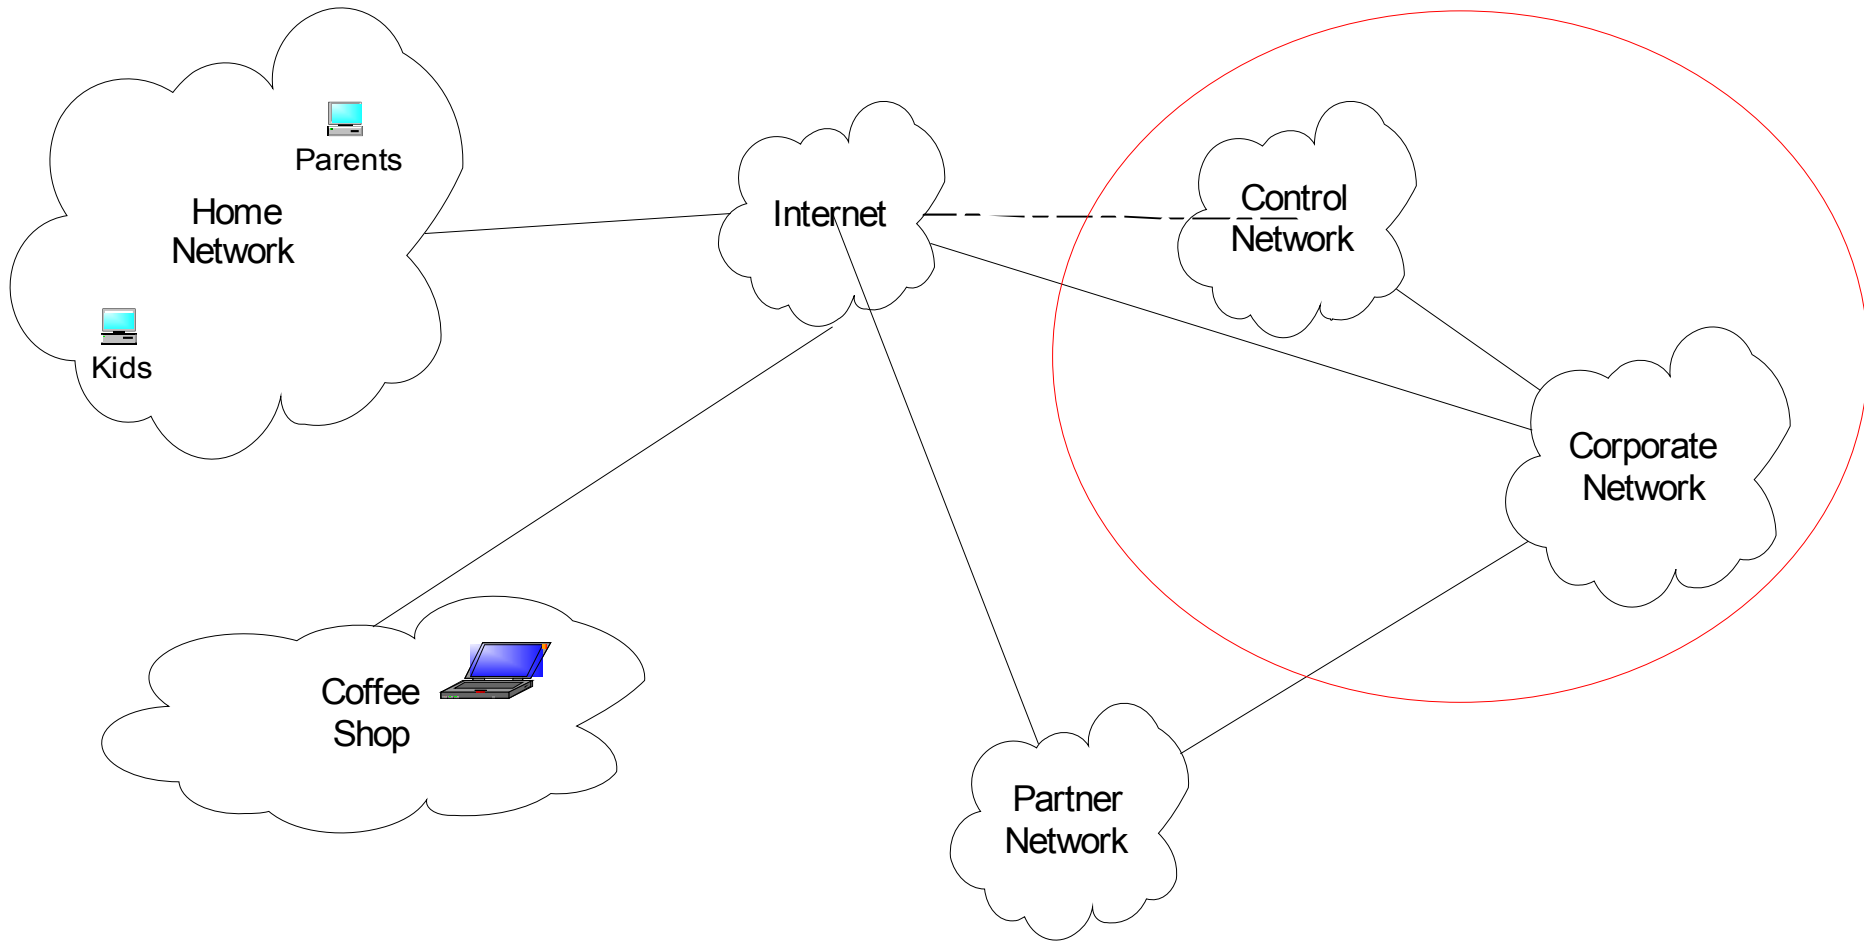 Parents
Home
Network
Kids
Internet
Control
Network
Corporate
Network
Coffee
Shop
Partner
Network